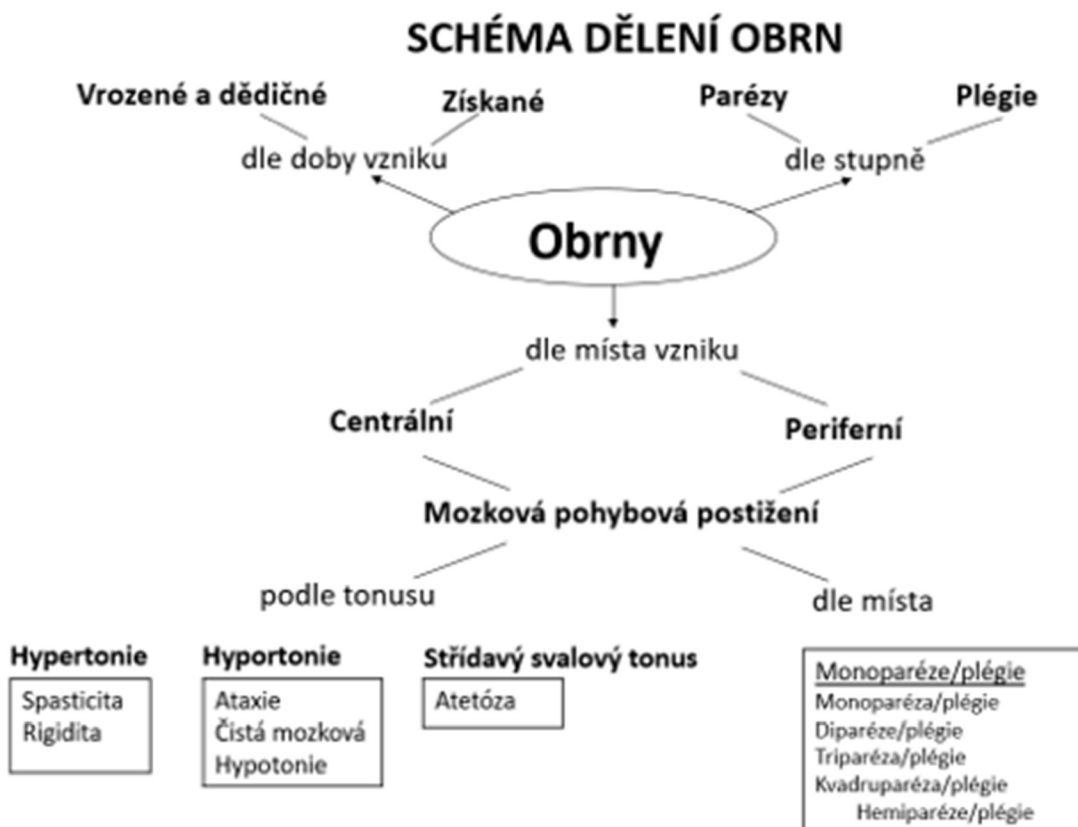 SCHÉMA DĚLENÍ OBRN
Vrozené a dědičné
Získané
Parézy
Plégie
dle doby vzniku
dle stupně
Obrny
dle místa vzniku
Centrální
Periferní
Mozková pohybová postižení
podle tonusu
dle místa
Hypertonie
Spasticita
Rigidita
Hyportonie
Ataxie
Čistá mozková
Hypotonie
Střídavý svalový tonus
Atetóza
Monoparéze/plégie
Monoparéza/plégie
Diparéze/plégie
Triparéza/plégie
Kvadruparéza/plégie
Hemiparéze/plégie